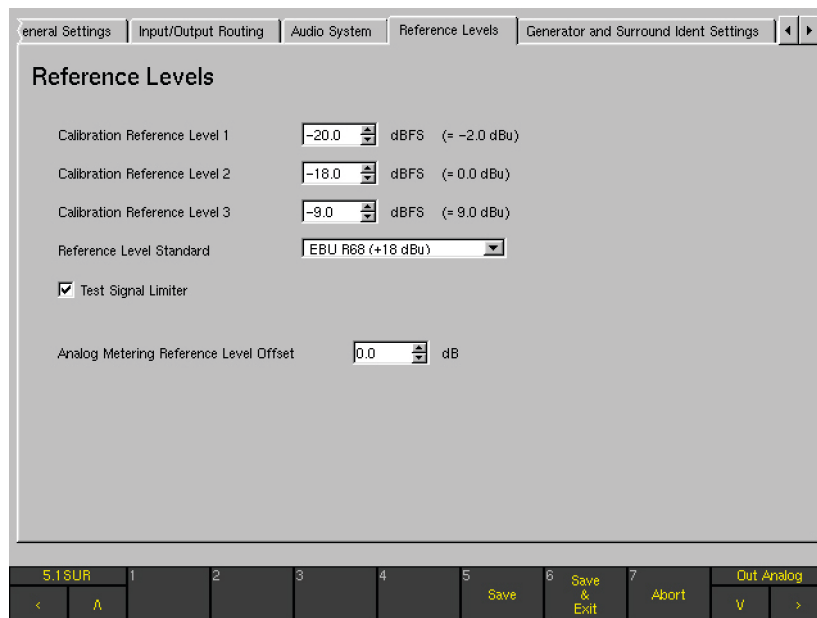 eneral Settings Input/Output Routing Audio System Reference Levels Generator and Surround Ident Settings
Reference Levels
Calibration Reference Level 1 -20.0 dBFS (= -2.0 dBu)
Calibration Reference Level 2 -18.0 dBFS (= 0.0 dBu)
Calibration Reference Level 3 -9.0 dBFS (= 9.0 dBu)
Reference Level Standard EBU R68 (+18 dBu)
Test Signal Limiter
Analog Metering Reference Level Offset 0.0 dB
5.1SUR 1 2 3 4 5 6 7 Out Analog
< Λ Save Save & Exit Abort V >